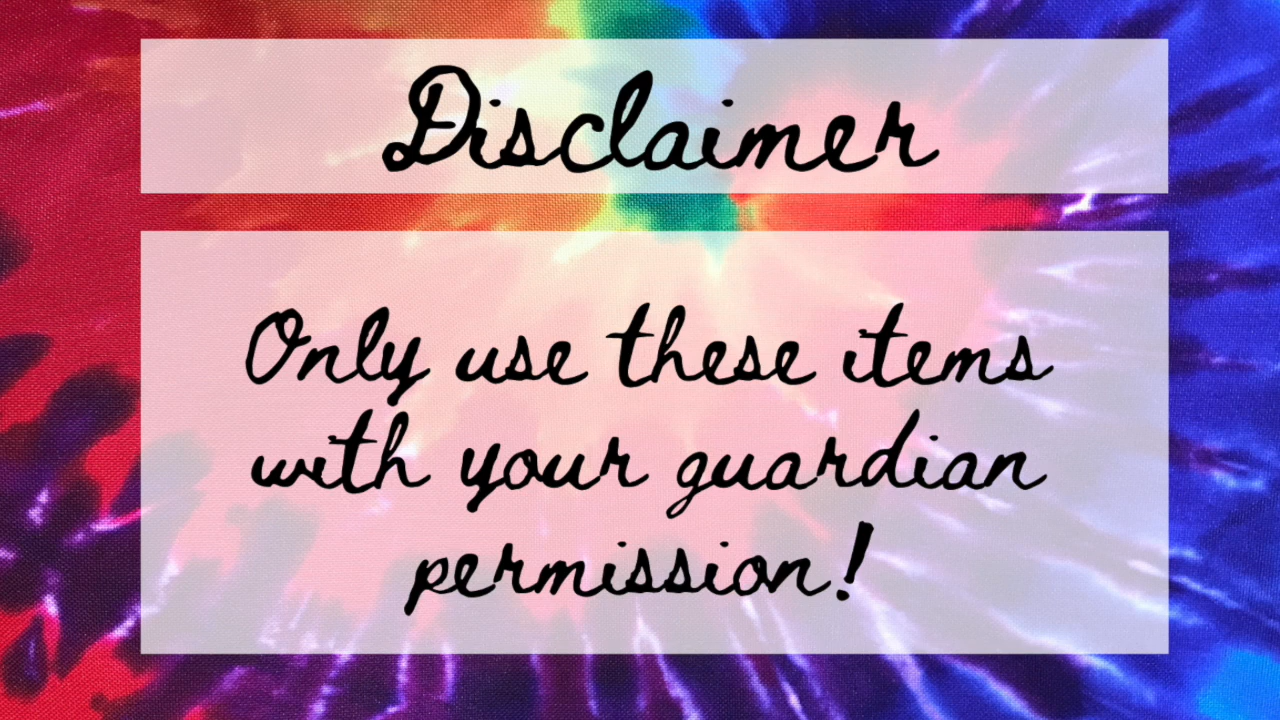 Disclaimer
Only use these items
with your guardian
permission!